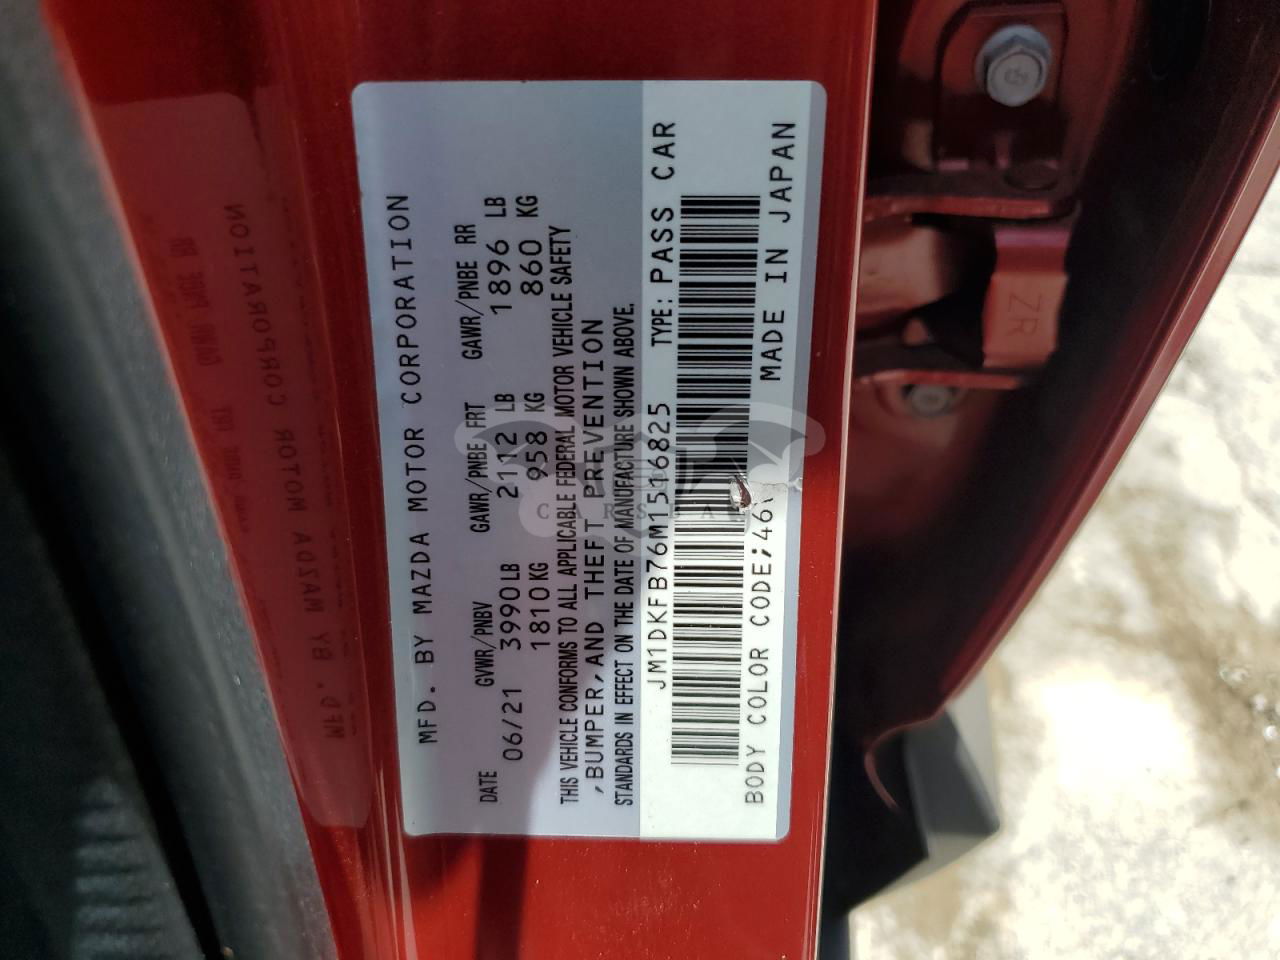 MFD. BY MAZDA MOTOR CORPORATION
DATE GVWR/PNBV GAWR/PNBE FRT GAWR/PNBE RR
06/21 3990LB 2112 LB 1896 LB
1810KG 958 KG 860 KG
THIS VEHICLE CONFORMS TO ALL APPLICABLE FEDERAL MOTOR VEHICLE SAFETY
,BUMPER,AND THEFT PREVENTION
STANDARDS IN EFFECT ON THE DATE OF MANUFACTURE SHOWN ABOVE.
JM1DKFB76M1516825 TYPE: PASS CAR
BODY COLOR CODE;46 MADE IN JAPAN
ZR